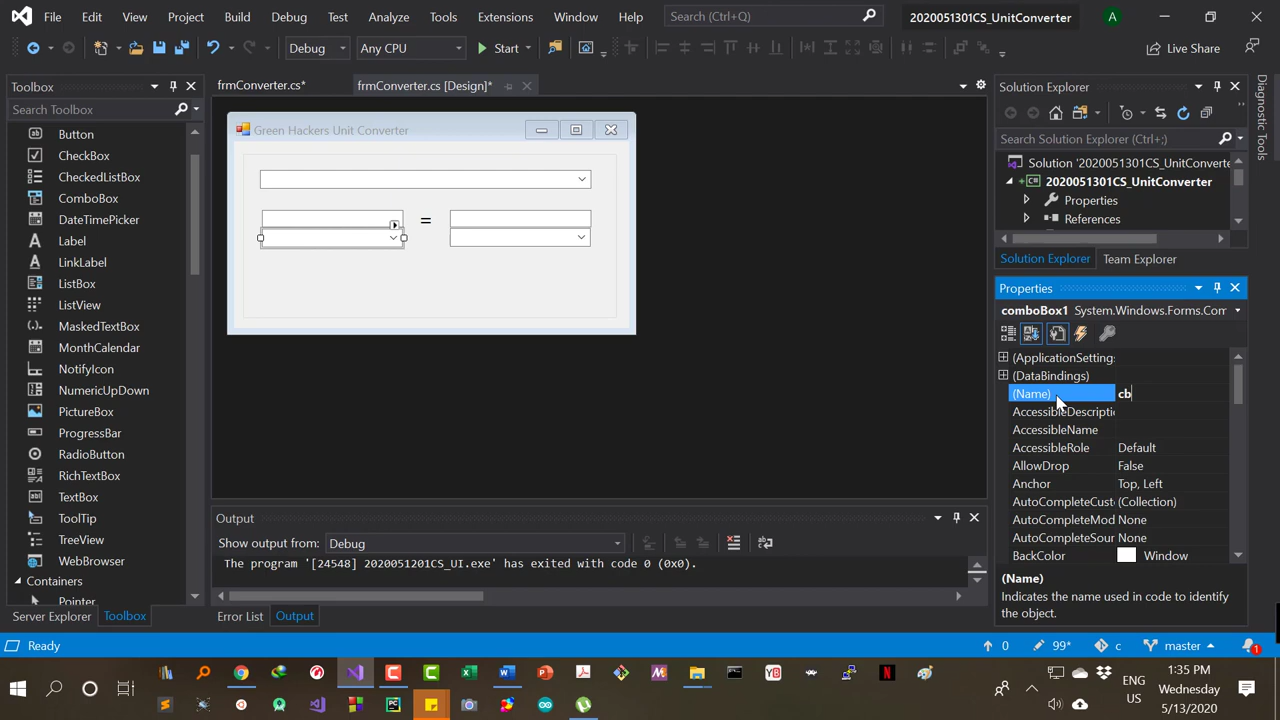 File Edit View Project Build Debug Test Analyze Tools Extensions Window Help Search (Ctrl+Q) 2020051301CS_UnitConverter A
Debug Any CPU Start Live Share
Toolbox
Search Toolbox
Button
CheckBox
CheckedListBox
ComboBox
DateTimePicker
Label
LinkLabel
ListBox
ListView
MaskedTextBox
MonthCalendar
NotifyIcon
NumericUpDown
PictureBox
ProgressBar
RadioButton
RichTextBox
TextBox
ToolTip
TreeView
WebBrowser
Containers
Pointer
Server Explorer Toolbox
frmConverter.cs* frmConverter.cs [Design]*
Green Hackers Unit Converter
=
Output
Show output from: Debug
The program '[24548] 2020051201CS_UI.exe' has exited with code 0 (0x0).
Error List Output
Solution Explorer
Search Solution Explorer (Ctrl+;)
Solution '2020051301CS_UnitConverte
2020051301CS_UnitConverter
Properties
References
Solution Explorer Team Explorer
Properties
comboBox1 System.Windows.Forms.Com
(ApplicationSettings
(DataBindings)
(Name) cb
AccessibleDescriptic
AccessibleName
AccessibleRole Default
AllowDrop False
Anchor Top, Left
AutoCompleteCust (Collection)
AutoCompleteMod None
AutoCompleteSour None
BackColor Window
(Name)
Indicates the name used in code to identify
the object.
Diagnostic Tools
Ready 0 99* c master 1
ENG
US
1:35 PM
Wednesday
5/13/2020